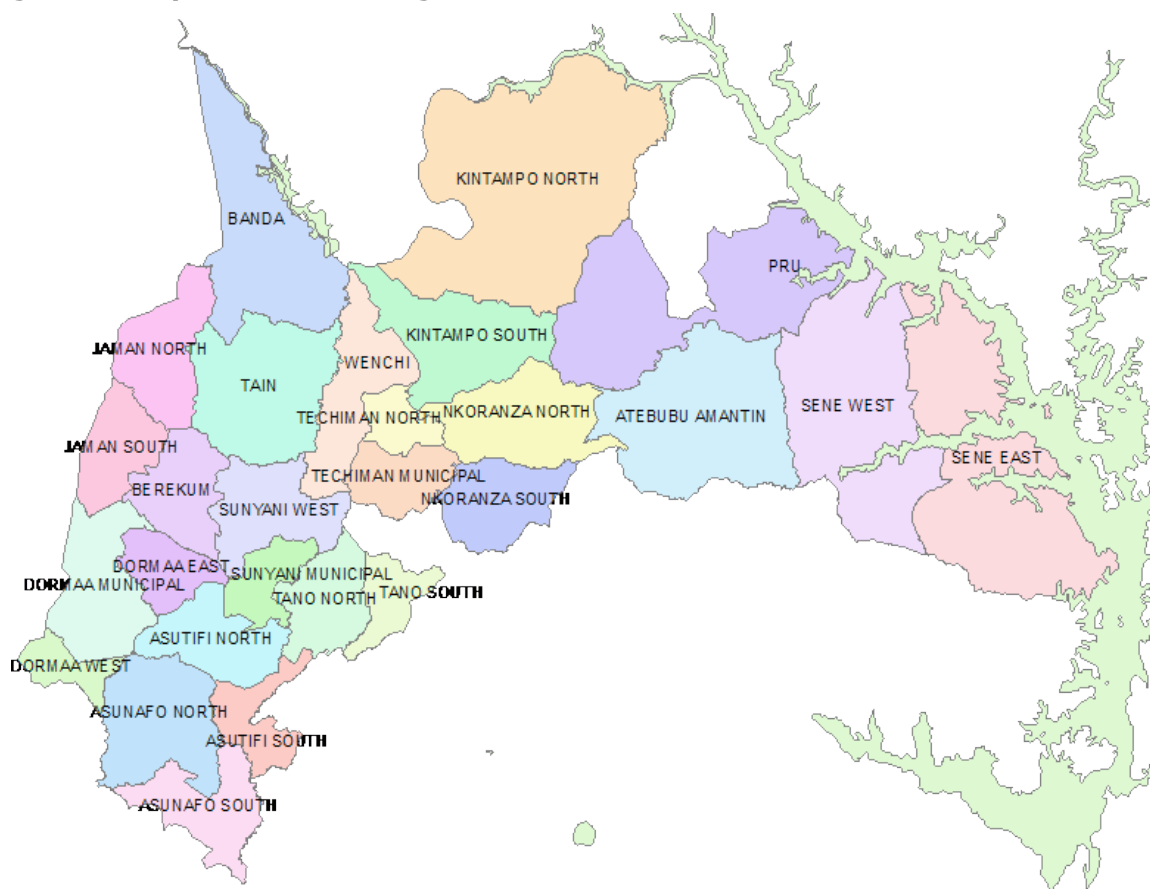 KINTAMPO NORTH
BANDA
PRU
JAMAN NORTH
KINTAMPO SOUTH
WENCHI
TAIN
TECHIMAN NORTH
NKORANZA NORTH
ATEBUBU AMANTIN
SENE WEST
JAMAN SOUTH
SENE EAST
TECHIMAN MUNICIPAL
BEREKUM
NKORANZA SOUTH
SUNYANI WEST
DORMAA EAST
SUNYANI MUNICIPAL
DORMAA MUNICIPAL
TANO SOUTH
TANO NORTH
ASUTIFI NORTH
DORMAA WEST
ASUNAFO NORTH
ASUTIFI SOUTH
ASUNAFO SOUTH